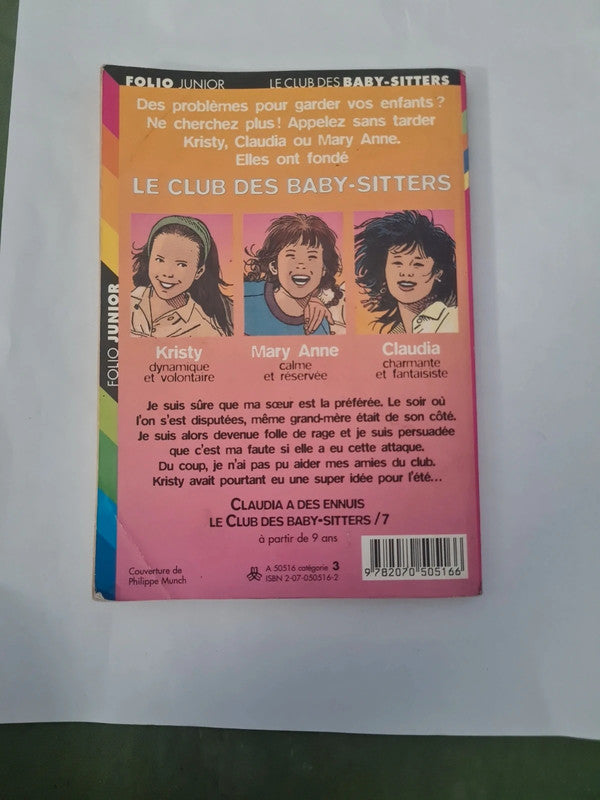 FOLIO JUNIOR LE CLUB DES BABY-SITTERS
Des problèmes pour garder vos enfants ?
Ne cherchez plus ! Appelez sans tarder
Kristy, Claudia ou Mary Anne.
Elles ont fondé
LE CLUB DES BABY-SITTERS
FOLIO JUNIOR
Kristy
dynamique
et volontaire
Mary Anne
calme
et réservée
Claudia
charmante
et fantaisiste
Je suis sûre que ma sœur est la préférée. Le soir où
l'on s'est disputées, même grand-mère était de son côté.
Je suis alors devenue folle de rage et je suis persuadée
que c'est ma faute si elle a eu cette attaque.
Du coup, je n'ai pas pu aider mes amies du club.
Kristy avait pourtant eu une super idée pour l'été...
CLAUDIA A DES ENNUIS
LE CLUB DES BABY-SITTERS / 7
à partir de 9 ans
Couverture de
Philippe Munch
A 50516 catégorie 3
ISBN 2-07-050516-2
9 782070 505166